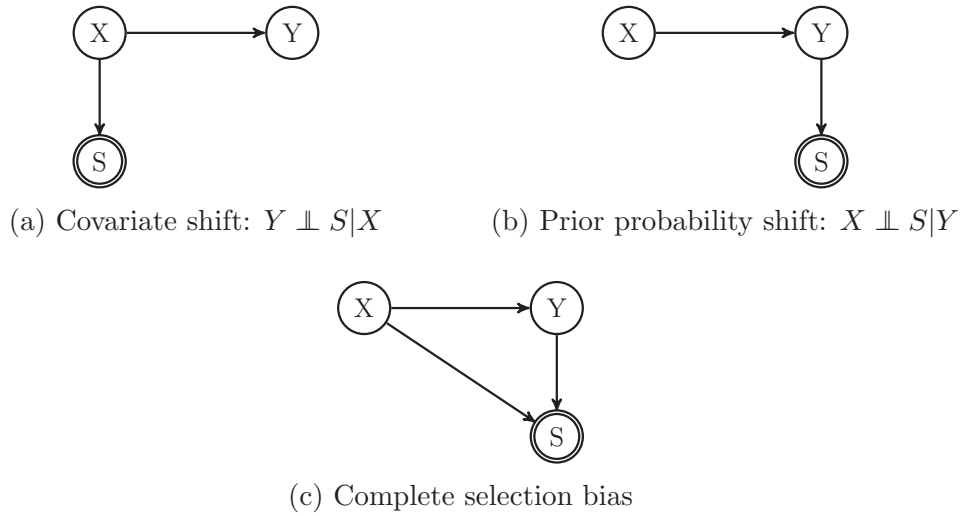 X Y X Y
S S
(a) Covariate shift: Y ⫫ S|X (b) Prior probability shift: X ⫫ S|Y
X Y
S
(c) Complete selection bias